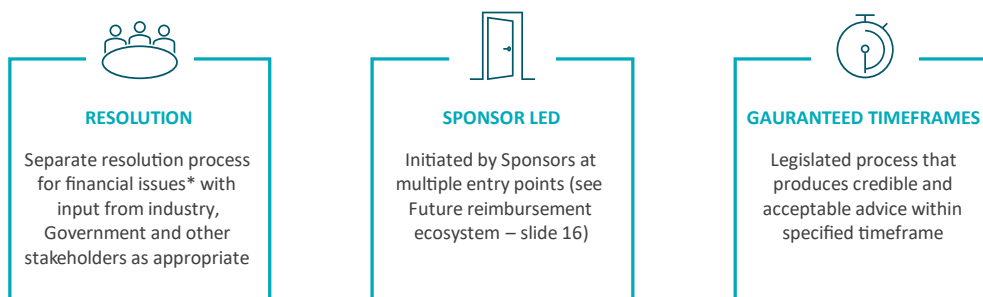 RESOLUTION
Separate resolution process
for financial issues* with
input from industry,
Government and other
stakeholders as appropriate
SPONSOR LED
Initiated by Sponsors at
multiple entry points (see
Future reimbursement
ecosystem – slide 16)
GAURANTEED TIMEFRAMES
Legislated process that
produces credible and
acceptable advice within
specified timeframe